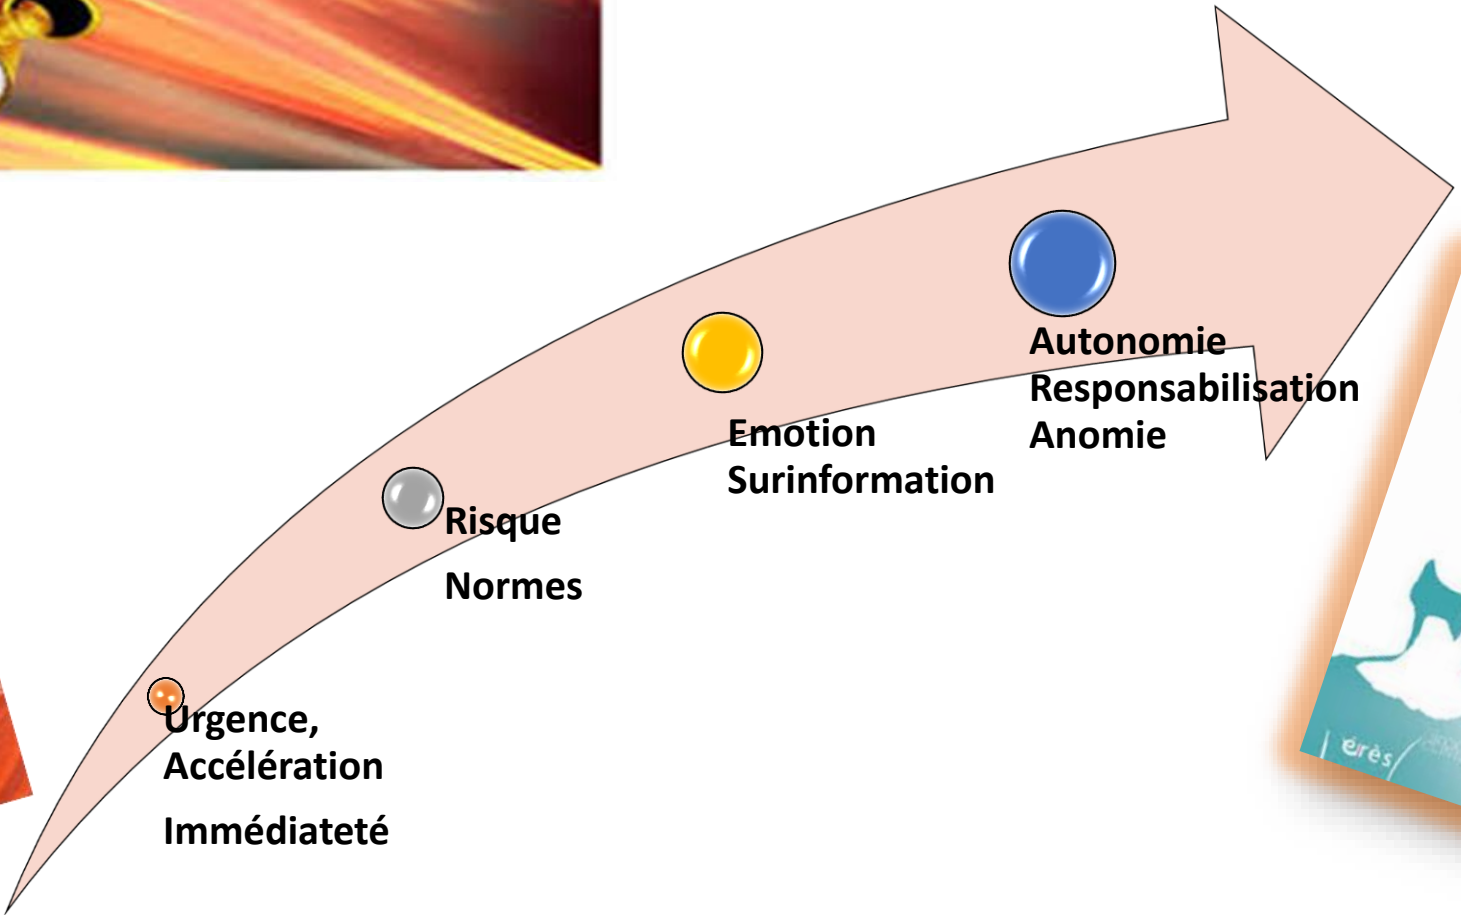 Autonomie
Responsabilisation
Anomie
Emotion
Surinformation
Risque
Normes
Urgence,
Accélération
Immédiateté
érès